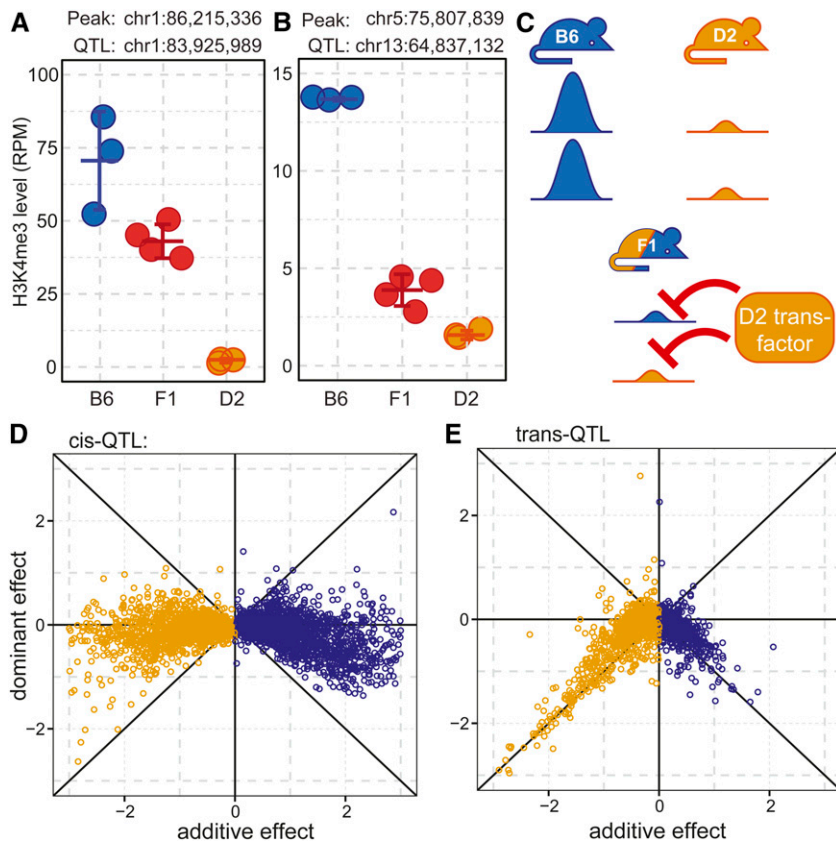 A
Peak: chr1:86,215,336
QTL: chr1:83,925,989
H3K4me3 level (RPM)
100
75
50
25
0
B6
F1
D2
B
Peak: chr5:75,807,839
QTL: chr13:64,837,132
15
10
5
0
B6
F1
D2
C
B6
D2
F1
D2 trans-
factor
D
cis-QTL:
dominant effect
2
0
−2
−2
0
2
additive effect
E
trans-QTL
2
0
−2
−2
0
2
additive effect